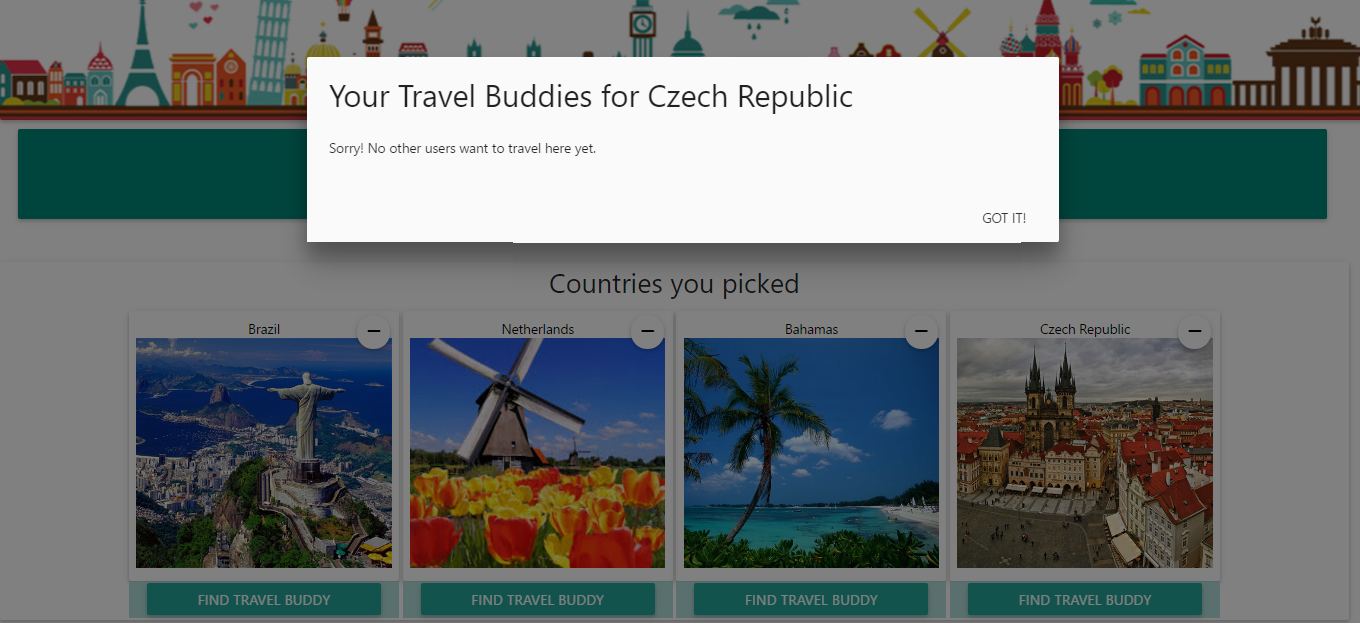 Your Travel Buddies for Czech Republic
Sorry! No other users want to travel here yet.
GOT IT!
Countries you picked
Brazil
Netherlands
Bahamas
Czech Republic
FIND TRAVEL BUDDY
FIND TRAVEL BUDDY
FIND TRAVEL BUDDY
FIND TRAVEL BUDDY